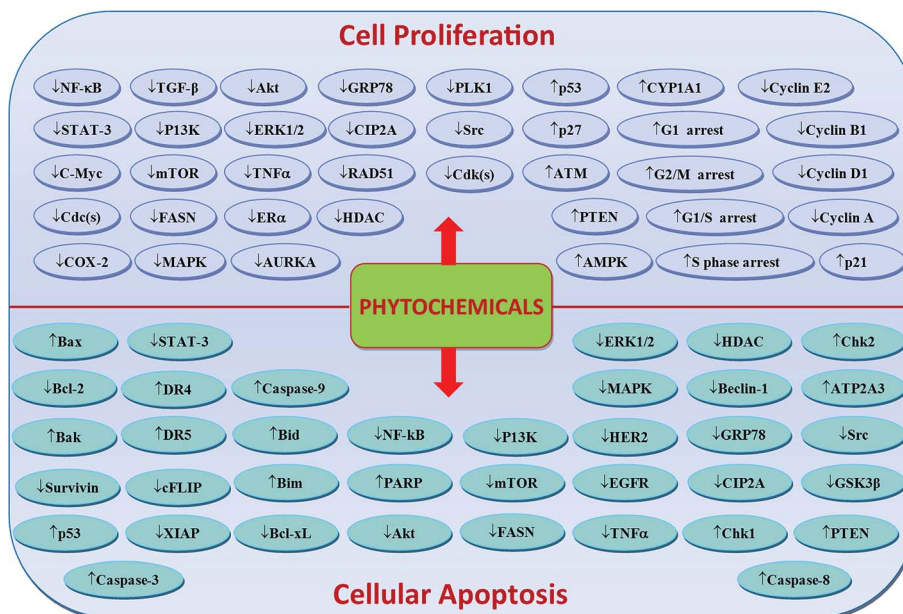 Cell Proliferation
↓NF-κB ↓TGF-β ↓Akt ↓GRP78 ↓PLK1 ↑p53 ↑CYP1A1 ↓Cyclin E2
↓STAT-3 ↓P13K ↓ERK1/2 ↓CIP2A ↓Src ↑p27 ↑G1 arrest ↓Cyclin B1
↓C-Myc ↓mTOR ↓TNFα ↓RAD51 ↓Cdk(s) ↑ATM ↑G2/M arrest ↓Cyclin D1
↓Cdc(s) ↓FASN ↓ERα ↓HDAC ↑PTEN ↑G1/S arrest ↓Cyclin A
↓COX-2 ↓MAPK ↓AURKA ↑AMPK ↑S phase arrest ↑p21
PHYTOCHEMICALS
↑Bax ↓STAT-3 ↓ERK1/2 ↓HDAC ↑Chk2
↓Bcl-2 ↑DR4 ↑Caspase-9 ↓MAPK ↓Beclin-1 ↑ATP2A3
↑Bak ↑DR5 ↑Bid ↓NF-kB ↓P13K ↓HER2 ↓GRP78 ↓Src
↓Survivin ↓cFLIP ↑Bim ↑PARP ↓mTOR ↓EGFR ↓CIP2A ↓GSK3β
↑p53 ↓XIAP ↓Bcl-xL ↓Akt ↓FASN ↓TNFα ↑Chk1 ↑PTEN
↑Caspase-3 ↑Caspase-8
Cellular Apoptosis